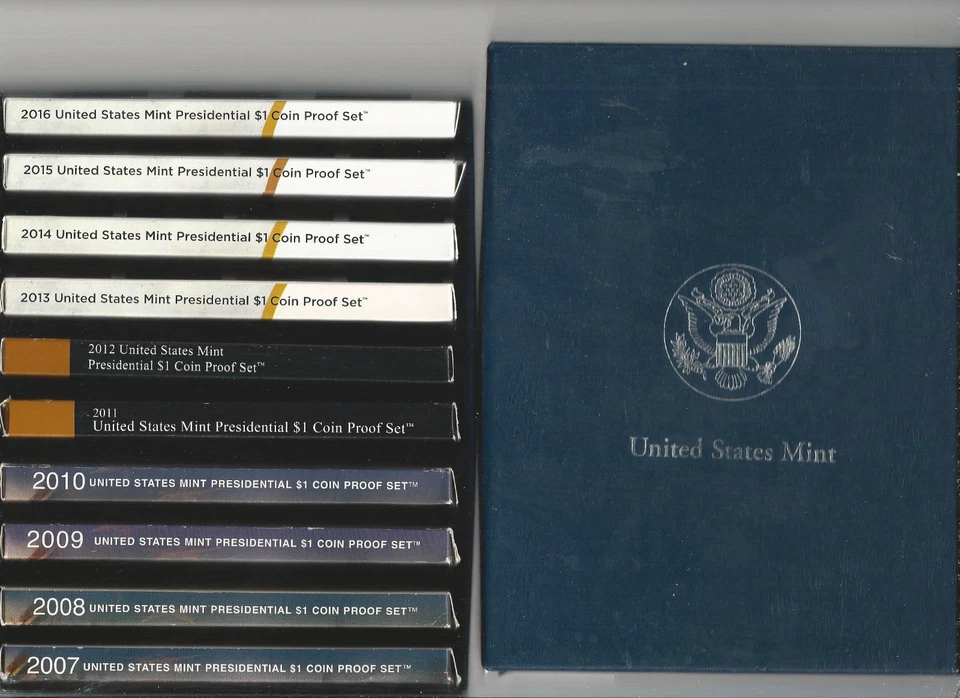 2016 United States Mint Presidential $1 Coin Proof Set™
2015 United States Mint Presidential $1 Coin Proof Set™
2014 United States Mint Presidential $1 Coin Proof Set™
2013 United States Mint Presidential $1 Coin Proof Set™
2012 United States Mint
Presidential $1 Coin Proof Set™
2011
United States Mint Presidential $1 Coin Proof Set™
2010 UNITED STATES MINT PRESIDENTIAL $1 COIN PROOF SET™
2009 UNITED STATES MINT PRESIDENTIAL $1 COIN PROOF SET™
2008 UNITED STATES MINT PRESIDENTIAL $1 COIN PROOF SET™
2007 UNITED STATES MINT PRESIDENTIAL $1 COIN PROOF SET™
United States Mint